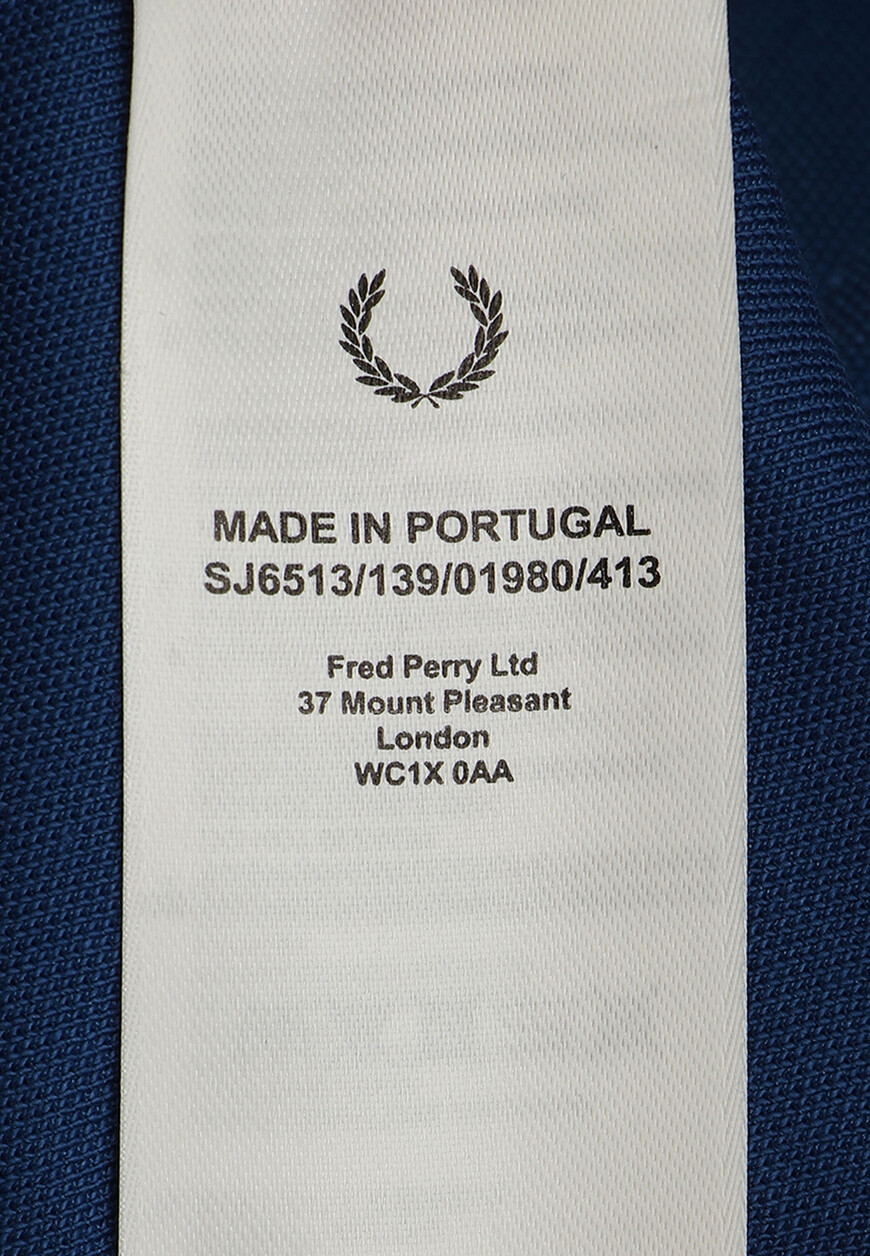 MADE IN PORTUGAL
SJ6513/139/01980/413
Fred Perry Ltd
37 Mount Pleasant
London
WC1X 0AA